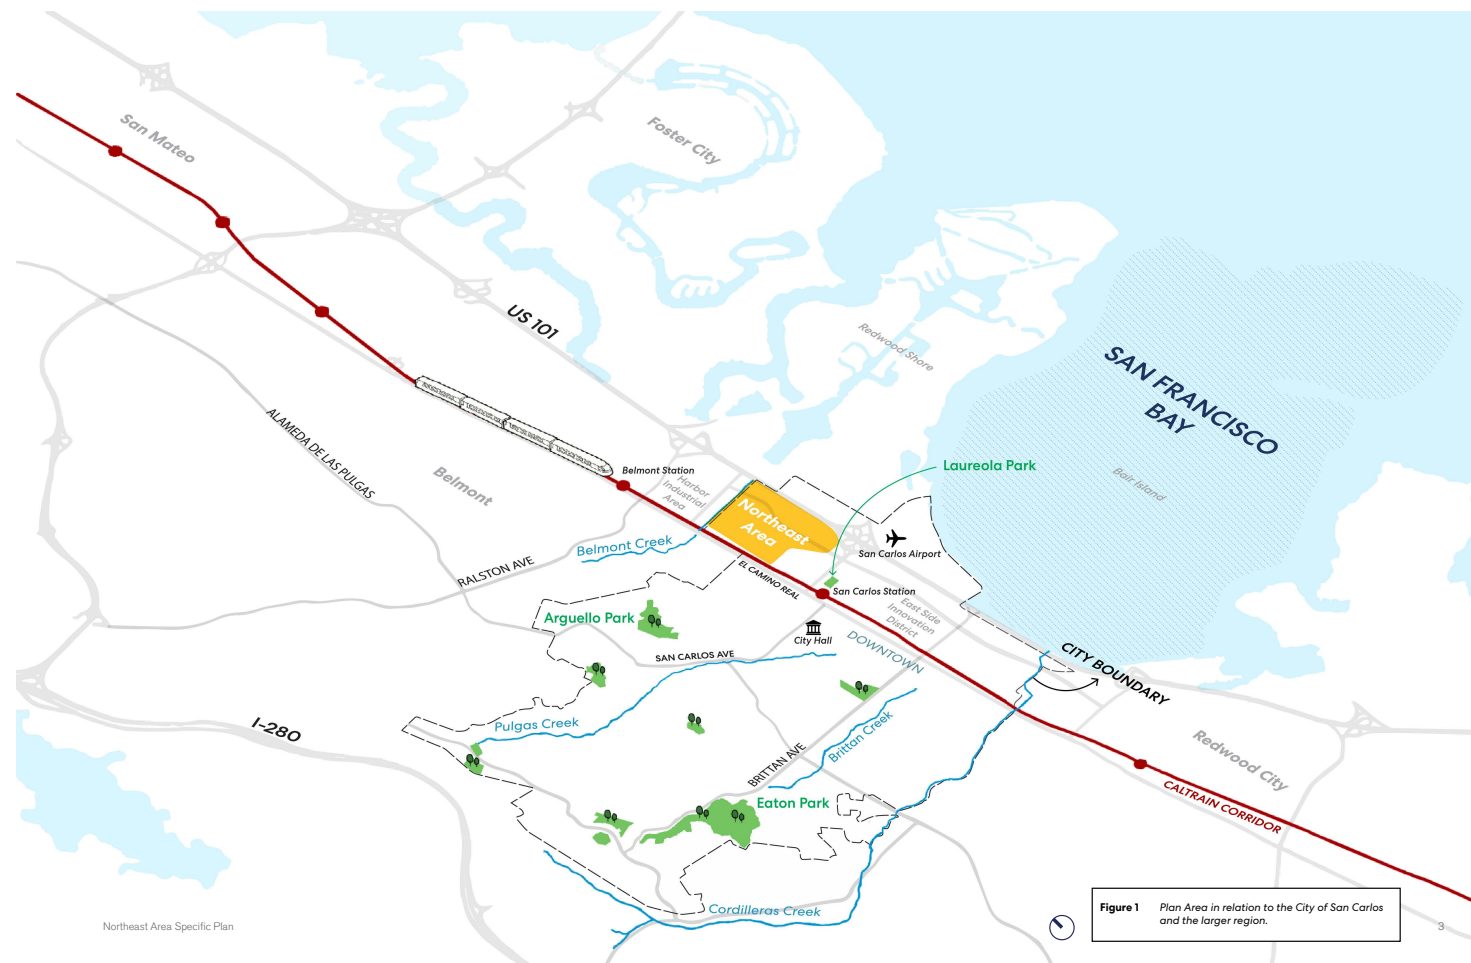 San Mateo
Foster City
US 101
Redwood Shore
SAN FRANCISCO
BAY
Bair Island
ALAMEDA DE LAS PULGAS
Belmont
Belmont Station
Harbor
Industrial
Area
Laureola Park
Northeast
Area
San Carlos Airport
Belmont Creek
RALSTON AVE
EL CAMINO REAL
San Carlos Station
East Side
Innovation
District
Arguello Park
City Hall
DOWNTOWN
SAN CARLOS AVE
CITY BOUNDARY
I-280
Pulgas Creek
Brittan Creek
BRITTAN AVE
Redwood City
CALTRAIN CORRIDOR
Eaton Park
Cordilleras Creek
Figure 1 Plan Area in relation to the City of San Carlos
and the larger region.
Northeast Area Specific Plan
3